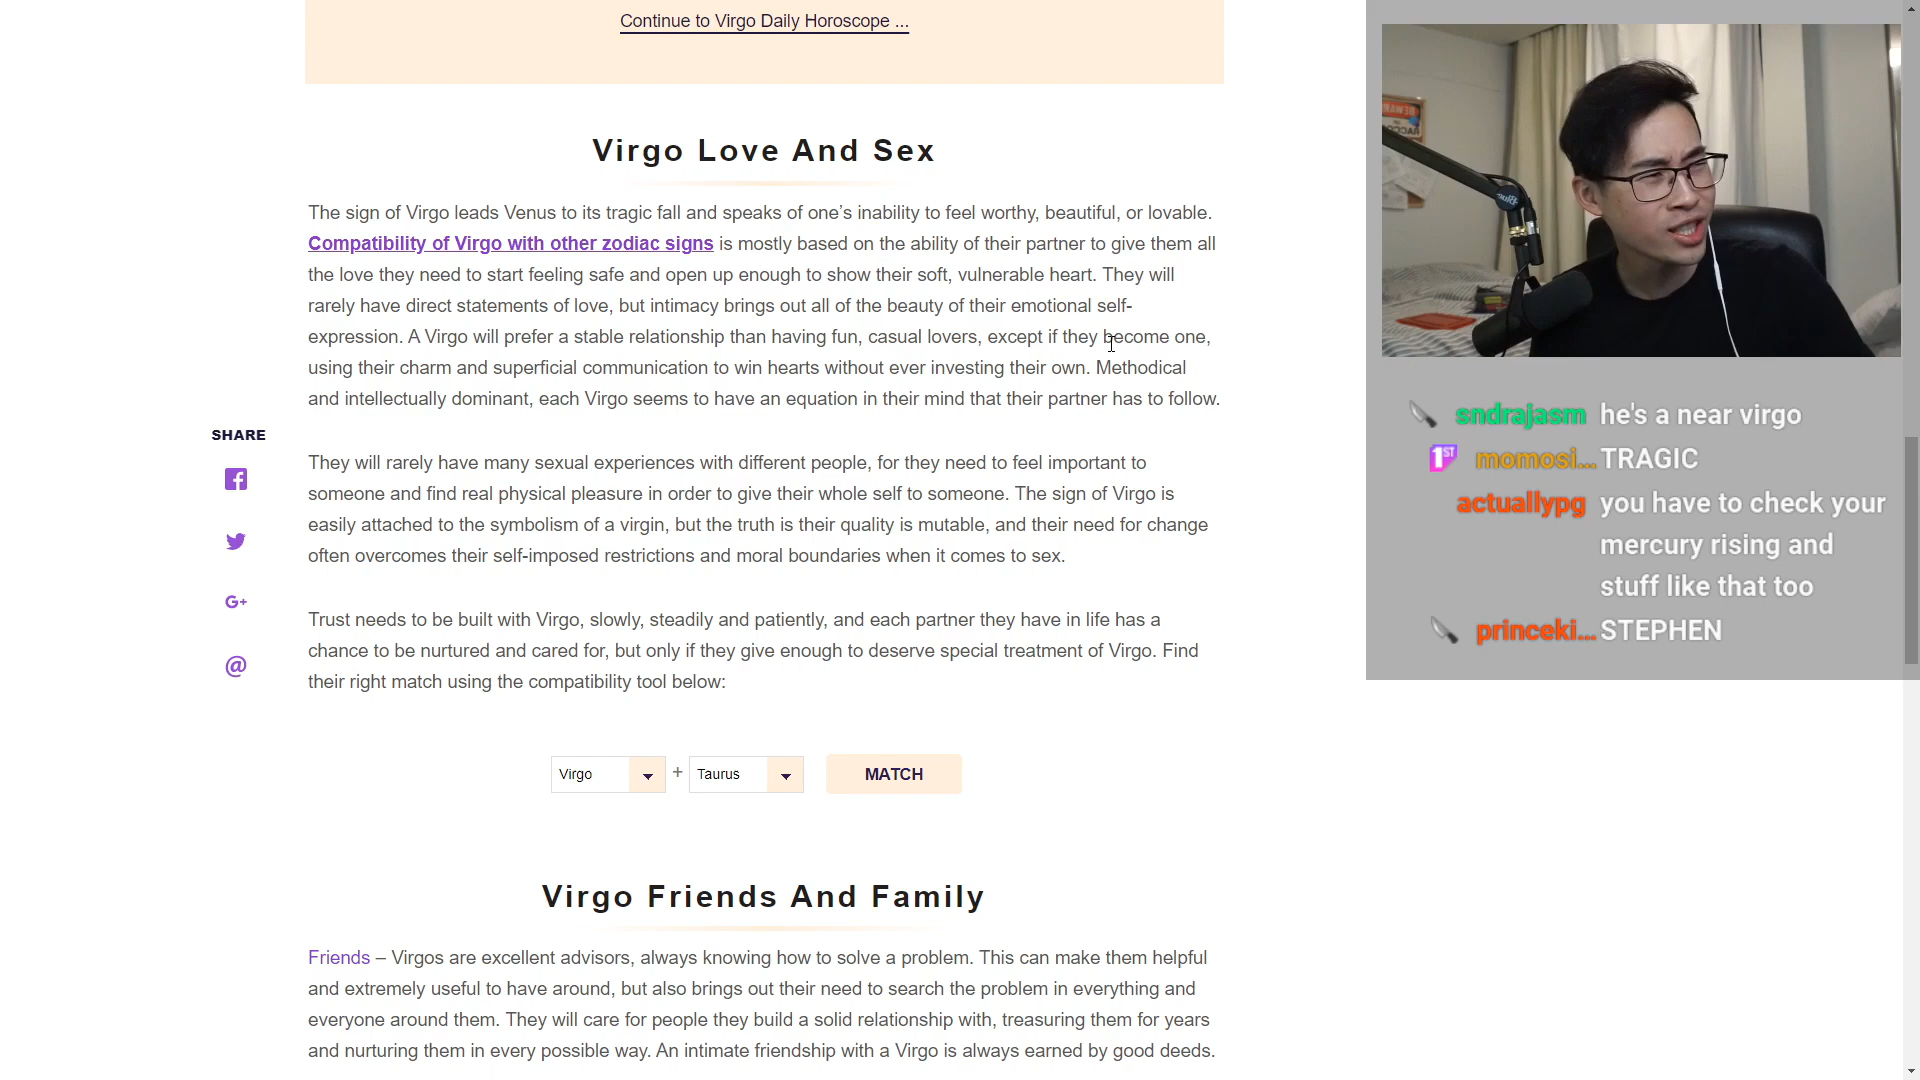 Continue to Virgo Daily Horoscope ...
Virgo Love And Sex
The sign of Virgo leads Venus to its tragic fall and speaks of one’s inability to feel worthy, beautiful, or lovable.
Compatibility of Virgo with other zodiac signs is mostly based on the ability of their partner to give them all
the love they need to start feeling safe and open up enough to show their soft, vulnerable heart. They will
rarely have direct statements of love, but intimacy brings out all of the beauty of their emotional self-
expression. A Virgo will prefer a stable relationship than having fun, casual lovers, except if they become one,
using their charm and superficial communication to win hearts without ever investing their own. Methodical
and intellectually dominant, each Virgo seems to have an equation in their mind that their partner has to follow.
They will rarely have many sexual experiences with different people, for they need to feel important to
someone and find real physical pleasure in order to give their whole self to someone. The sign of Virgo is
easily attached to the symbolism of a virgin, but the truth is their quality is mutable, and their need for change
often overcomes their self-imposed restrictions and moral boundaries when it comes to sex.
Trust needs to be built with Virgo, slowly, steadily and patiently, and each partner they have in life has a
chance to be nurtured and cared for, but only if they give enough to deserve special treatment of Virgo. Find
their right match using the compatibility tool below:
Virgo + Taurus MATCH
Virgo Friends And Family
Friends – Virgos are excellent advisors, always knowing how to solve a problem. This can make them helpful
and extremely useful to have around, but also brings out their need to search the problem in everything and
everyone around them. They will care for people they build a solid relationship with, treasuring them for years
and nurturing them in every possible way. An intimate friendship with a Virgo is always earned by good deeds.
SHARE
G+
@
BEWARE
RACCO
sndrajasm he's a near virgo
1ST momosi... TRAGIC
actuallypg you have to check your
mercury rising and
stuff like that too
princeki... STEPHEN